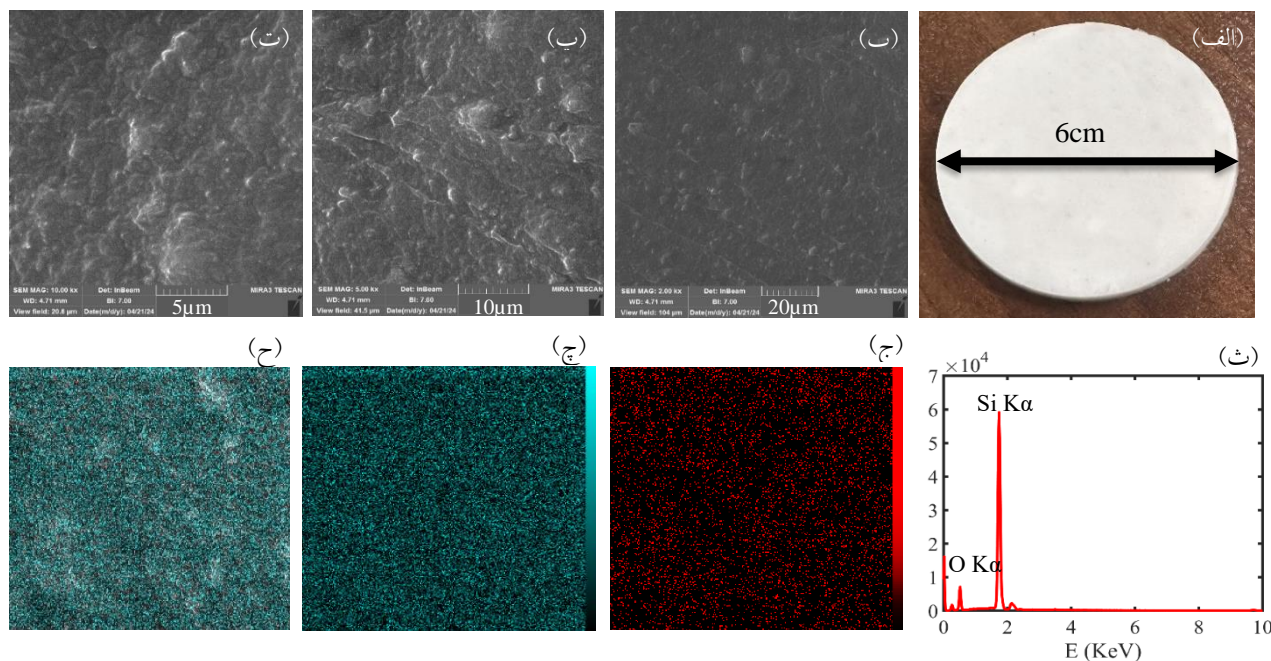 (الف)
6cm
(ب)
SEM MAG: 2.00 kx Det: InBeam MIRA3 TESCAN
WD: 4.71 mm BI: 7.00 20µm
View field: 104 µm Date(m/d/y): 04/21/24
(پ)
SEM MAG: 5.00 kx Det: InBeam MIRA3 TESCAN
WD: 4.71 mm BI: 7.00 10µm
View field: 41.5 µm Date(m/d/y): 04/21/24
(ت)
SEM MAG: 10.00 kx Det: InBeam MIRA3 TESCAN
WD: 4.71 mm BI: 7.00 5µm
View field: 20.8 µm Date(m/d/y): 04/21/24
(ث)
×10⁴
7
6
5
4
3
2
1
0
Si Kα
O Kα
0 2 4 6 8 10
E (KeV)
(ج)
(چ)
(ح)